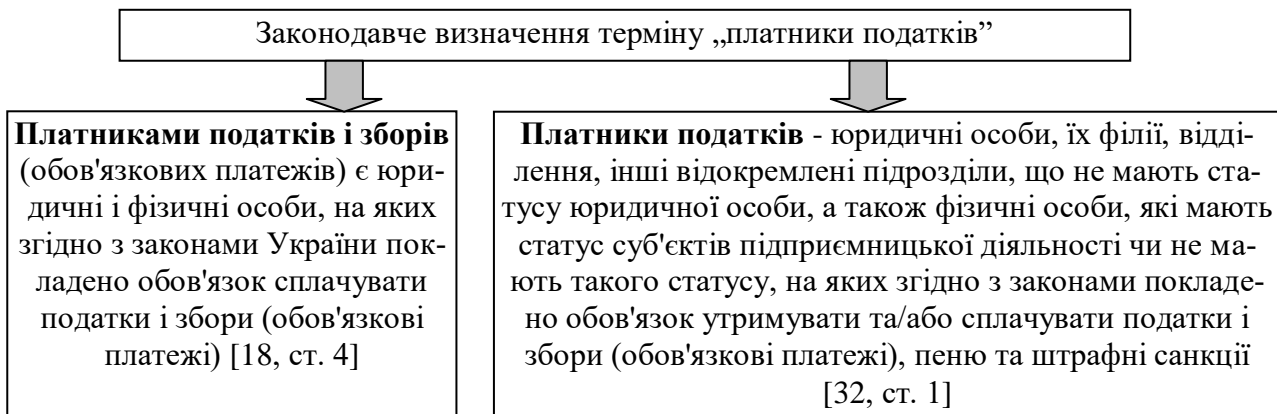 Законодавче визначення терміну „платники податків”
Платниками податків і зборів
(обов'язкових платежів) є юри-
дичні і фізичні особи, на яких
згідно з законами України пок-
ладено обов'язок сплачувати
податки і збори (обов'язкові
платежі) [18, ст. 4]
Платники податків - юридичні особи, їх філії, відді-
лення, інші відокремлені підрозділи, що не мають ста-
тусу юридичної особи, а також фізичні особи, які мають
статус суб'єктів підприємницької діяльності чи не ма-
ють такого статусу, на яких згідно з законами покладе-
но обов'язок утримувати та/або сплачувати податки і
збори (обов'язкові платежі), пеню та штрафні санкції
[32, ст. 1]